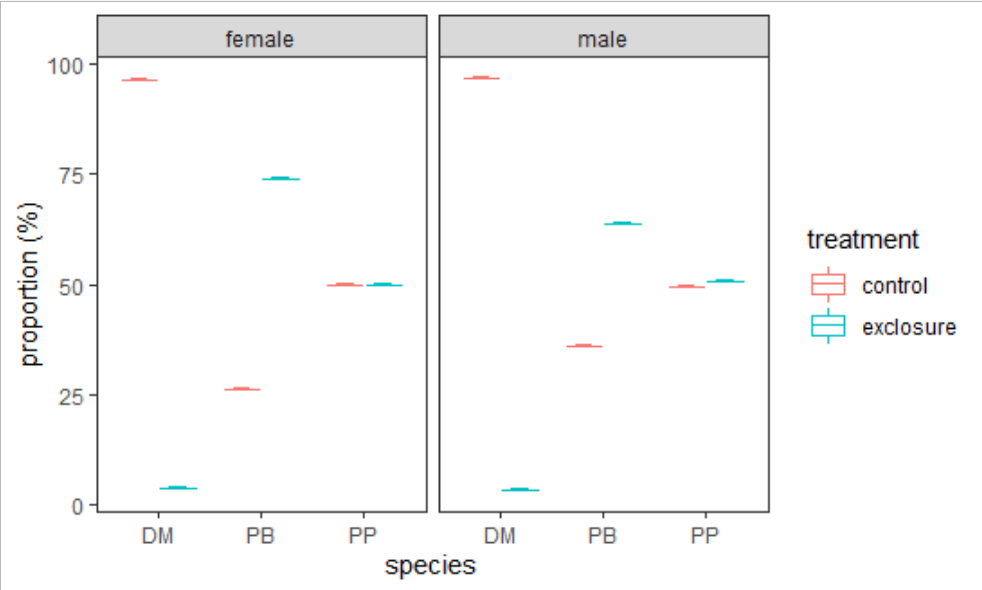 female male
100
75
50
25
0
proportion (%)
DM PB PP DM PB PP
species
treatment
control
exclosure